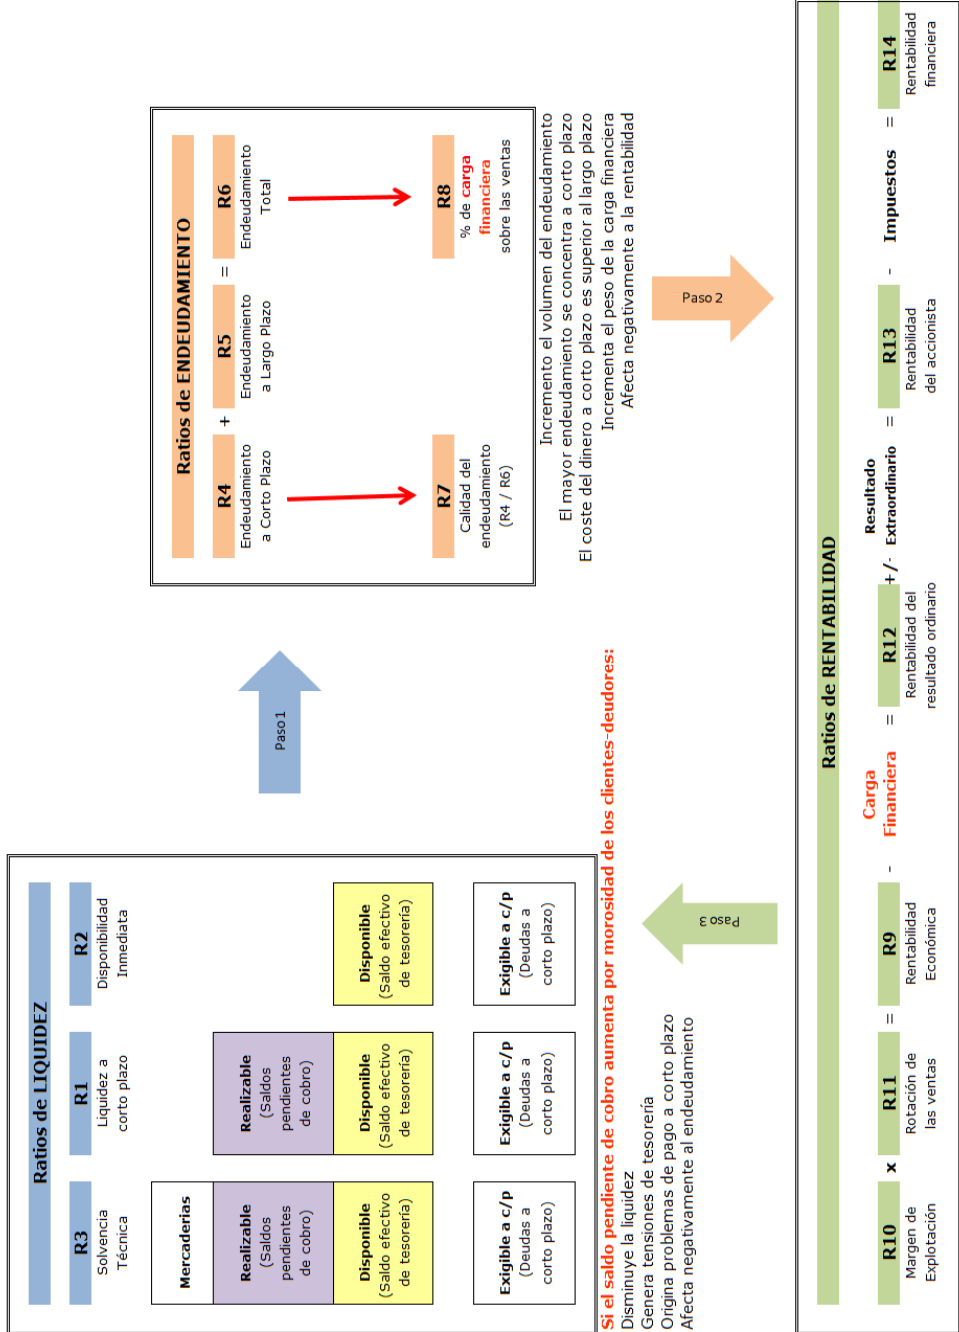 Ratios de LIQUIDEZ
R3
Solvencia
Técnica
R1
Liquidez a
corto plazo
R2
Disponibilidad
Inmediata
Mercaderias
Realizable
(Saldos
pendientes
de cobro)
Realizable
(Saldos
pendientes
de cobro)
Disponible
(Saldo efectivo
de tesorería)
Disponible
(Saldo efectivo
de tesorería)
Disponible
(Saldo efectivo
de tesorería)
Exigible a c/p
(Deudas a
corto plazo)
Exigible a c/p
(Deudas a
corto plazo)
Exigible a c/p
(Deudas a
corto plazo)
Si el saldo pendiente de cobro aumenta por morosidad de los clientes-deudores:
Disminuye la liquidez
Genera tensiones de tesorería
Origina problemas de pago a corto plazo
Afecta negativamente al endeudamiento
Paso 1
Ratios de ENDEUDAMIENTO
R4 + R5 = R6
Endeudamiento
a Corto Plazo
Endeudamiento
a Largo Plazo
Endeudamiento
Total
R7
Calidad del
endeudamiento
(R4 / R6)
R8
% de carga
financiera
sobre las ventas
Incremento el volumen del endeudamiento
El mayor endeudamiento se concentra a corto plazo
El coste del dinero a corto plazo es superior al largo plazo
Incrementa el peso de la carga financiera
Afecta negativamente a la rentabilidad
Paso 2
Paso 3
Ratios de RENTABILIDAD
R10 x R11 = R9 - Carga Financiera = R12 +/- Resultado Extraordinario = R13 - Impuestos = R14
Margen de
Explotación
Rotación de
las ventas
Rentabilidad
Económica
Rentabilidad del
resultado ordinario
Rentabilidad
del accionista
Rentabilidad
financiera